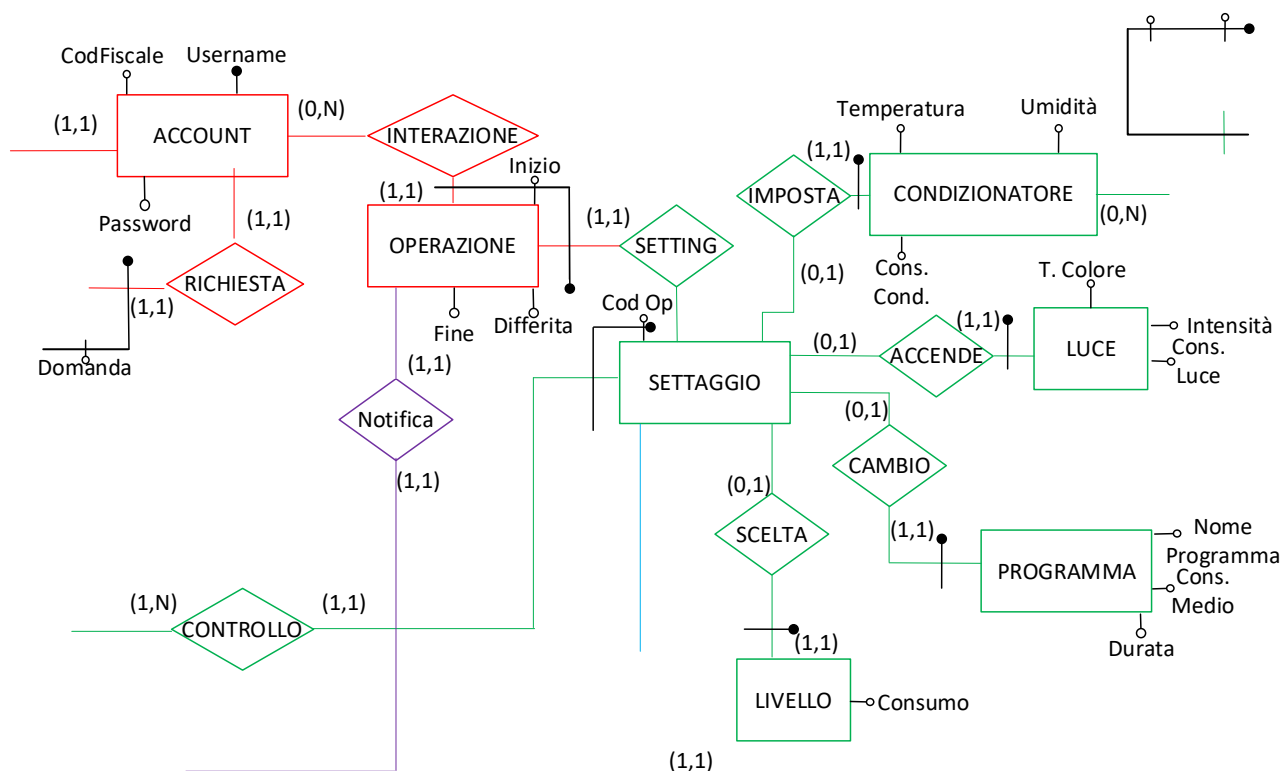 CodFiscale
Username
(1,1)
ACCOUNT
(0,N)
INTERAZIONE
Password
(1,1)
RICHIESTA
(1,1)
Domanda
Inizio
(1,1)
OPERAZIONE
(1,1)
SETTING
Fine
Differita
(1,1)
Notifica
(1,1)
Temperatura
Umidità
(1,1)
IMPOSTA
CONDIZIONATORE
(0,N)
Cons.
Cond.
(0,1)
Cod Op
SETTAGGIO
T. Colore
(0,1)
ACCENDE
(1,1)
LUCE
Intensità
Cons.
Luce
(0,1)
CAMBIO
(1,1)
PROGRAMMA
Nome
Programma
Cons.
Medio
Durata
(0,1)
SCELTA
(1,1)
LIVELLO
Consumo
(1,1)
(1,N)
CONTROLLO
(1,1)